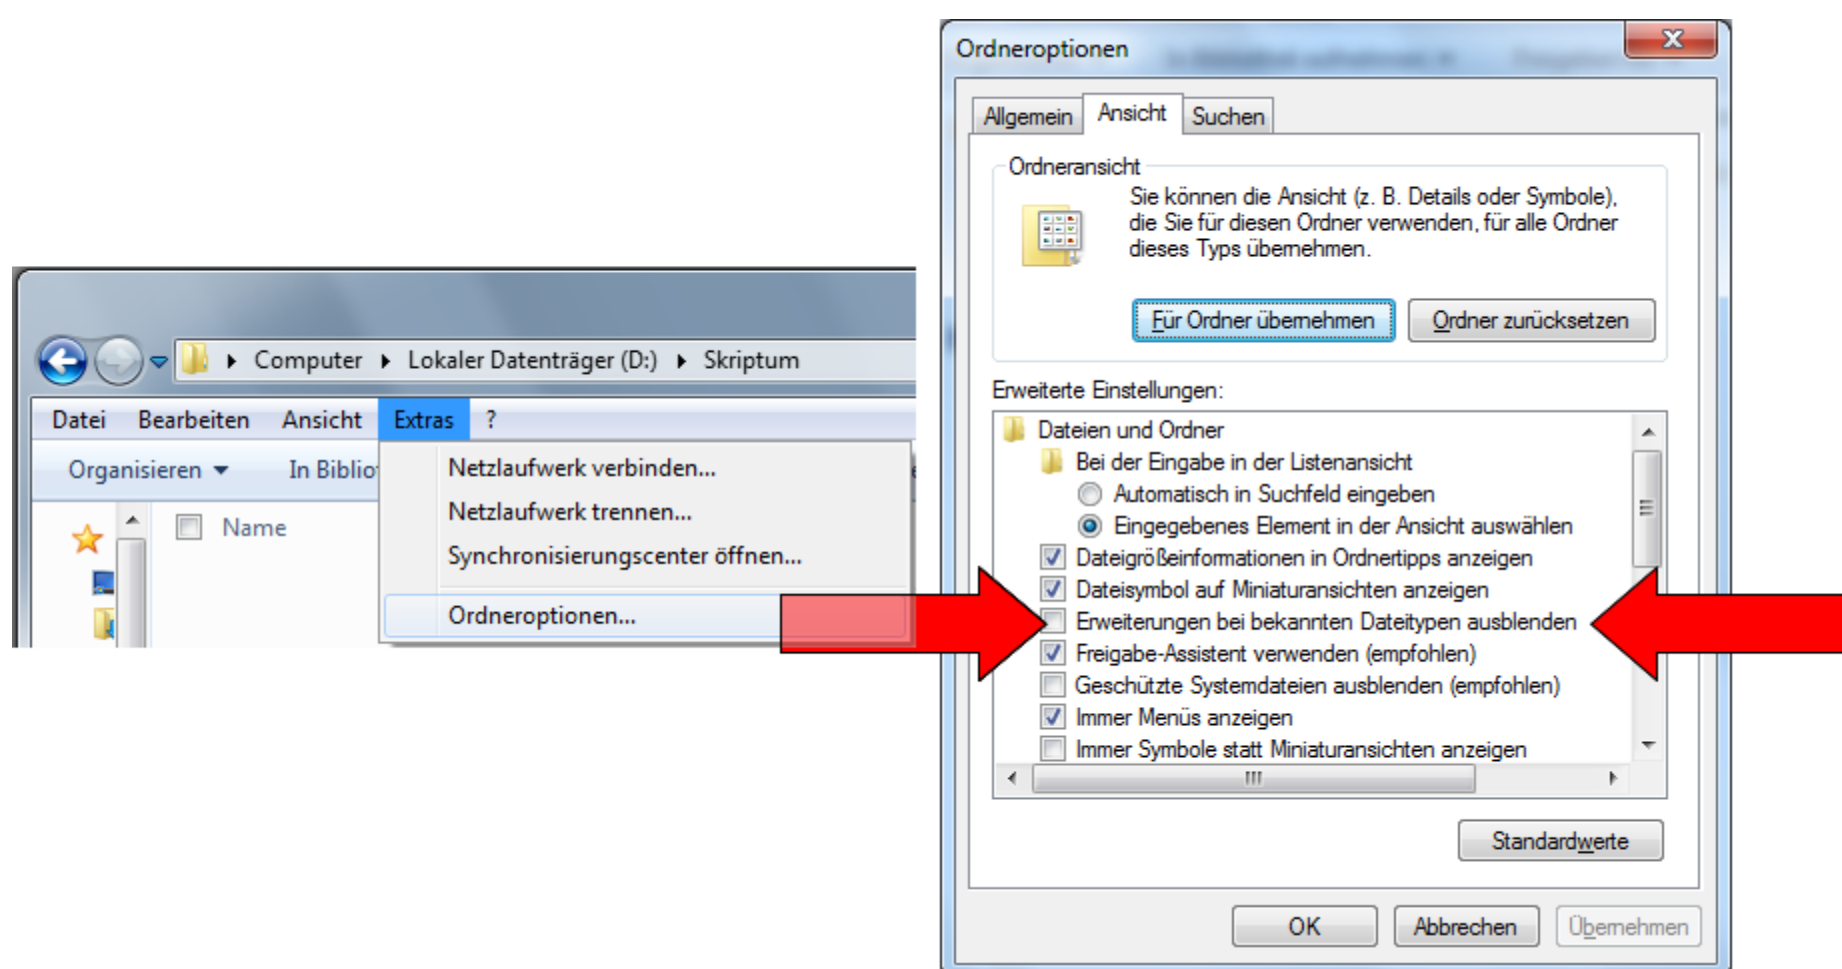 Computer Lokaler Datenträger (D:) Skriptum
Datei Bearbeiten Ansicht Extras ?
Organisieren In Biblio
Name
Netzlaufwerk verbinden...
Netzlaufwerk trennen...
Synchronisierungscenter öffnen...
Ordneroptionen...
Ordneroptionen
Allgemein Ansicht Suchen
Ordneransicht
Sie können die Ansicht (z. B. Details oder Symbole),
die Sie für diesen Ordner verwenden, für alle Ordner
dieses Typs übernehmen.
Für Ordner übernehmen Ordner zurücksetzen
Erweiterte Einstellungen:
Dateien und Ordner
Bei der Eingabe in der Listenansicht
Automatisch in Suchfeld eingeben
Eingegebenes Element in der Ansicht auswählen
Dateigrößeinformationen in Ordnertipps anzeigen
Dateisymbol auf Miniaturansichten anzeigen
Erweiterungen bei bekannten Dateitypen ausblenden
Freigabe-Assistent verwenden (empfohlen)
Geschützte Systemdateien ausblenden (empfohlen)
Immer Menüs anzeigen
Immer Symbole statt Miniaturansichten anzeigen
Standardwerte
OK Abbrechen Übernehmen